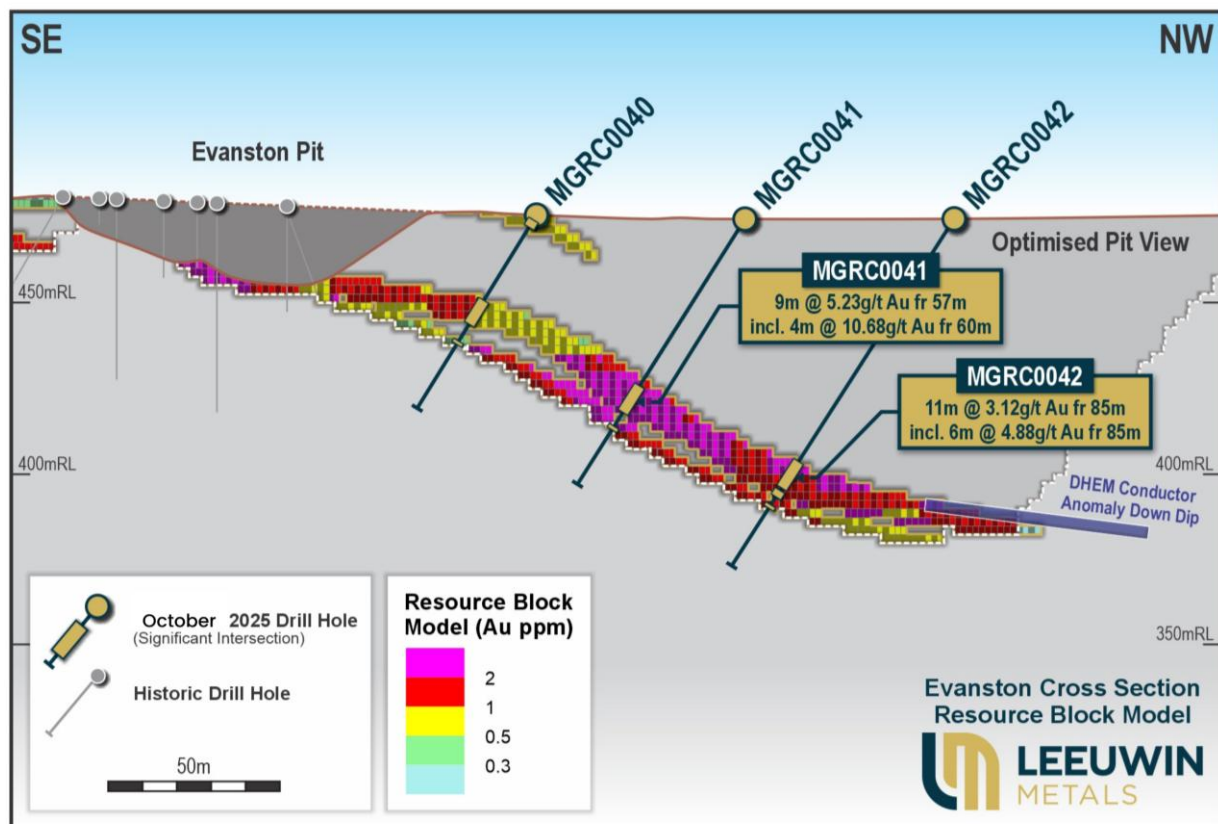 SE
NW
Evanston Pit
MGRC0040
MGRC0041
MGRC0042
Optimised Pit View
MGRC0041
9m @ 5.23g/t Au fr 57m
incl. 4m @ 10.68g/t Au fr 60m
MGRC0042
11m @ 3.12g/t Au fr 85m
incl. 6m @ 4.88g/t Au fr 85m
450mRL
400mRL
400mRL
DHEM Conductor
Anomaly Down Dip
350mRL
October 2025 Drill Hole
(Significant Intersection)
Historic Drill Hole
50m
Resource Block
Model (Au ppm)
2
1
0.5
0.3
Evanston Cross Section
Resource Block Model
LEEUWIN
METALS